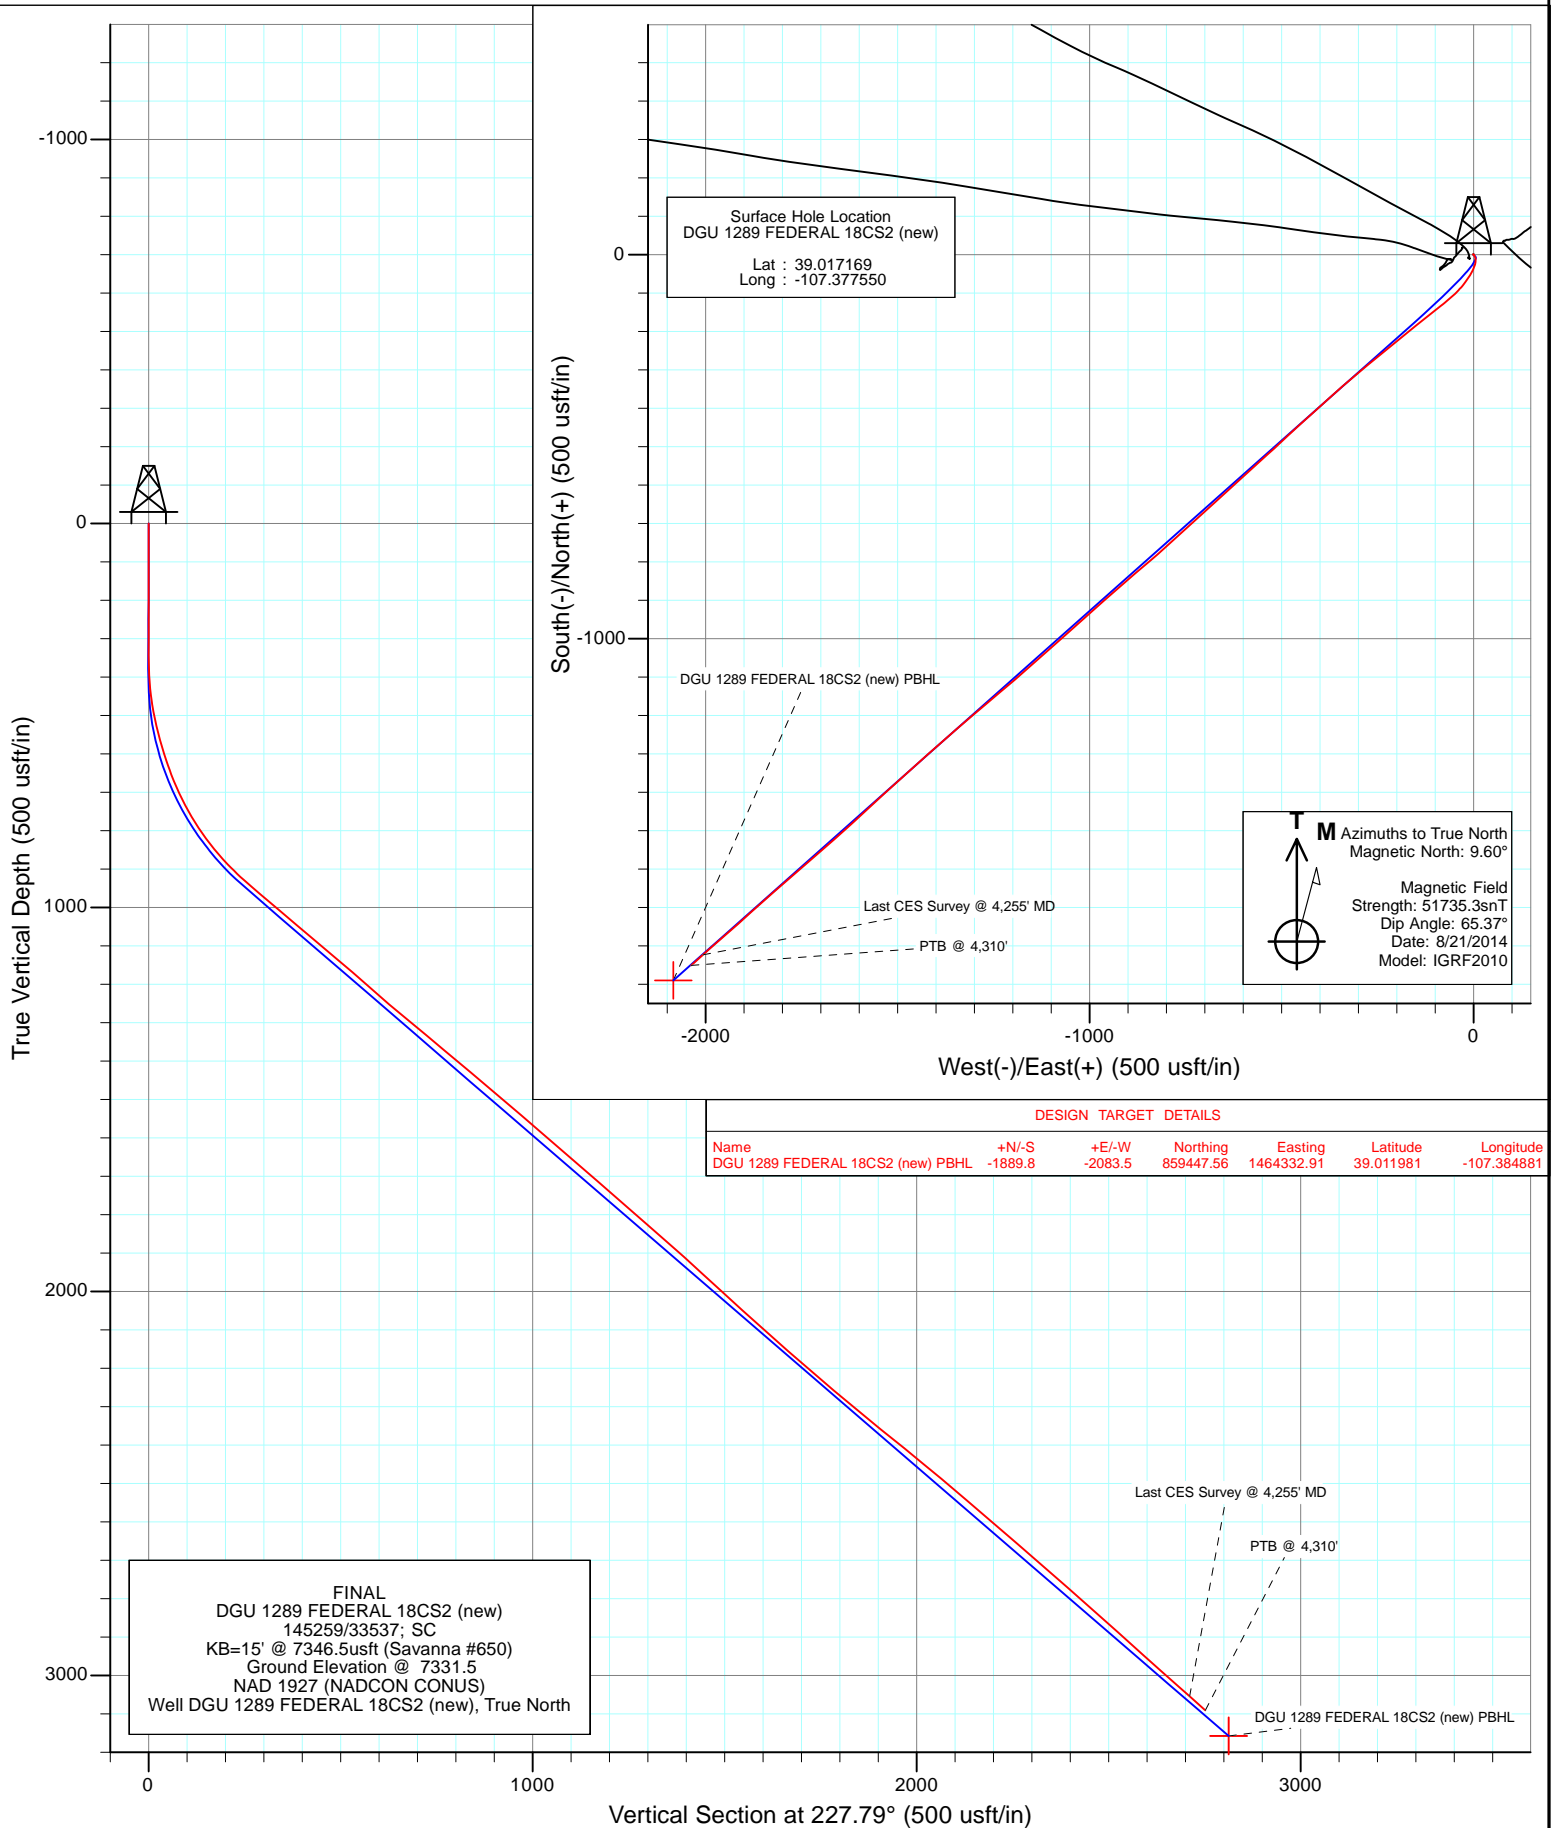 -1000
0
1000
2000
3000
True Vertical Depth (500 usft/in)
0
1000
2000
3000
Vertical Section at 227.79° (500 usft/in)
Surface Hole Location
DGU 1289 FEDERAL 18CS2 (new)
Lat : 39.017169
Long : -107.377550
0
-1000
South(-)/North(+) (500 usft/in)
-2000
-1000
0
West(-)/East(+) (500 usft/in)
DGU 1289 FEDERAL 18CS2 (new) PBHL
Last CES Survey @ 4,255' MD
PTB @ 4,310'
T
M
Azimuths to True North
Magnetic North: 9.60°
Magnetic Field
Strength: 51735.3snT
Dip Angle: 65.37°
Date: 8/21/2014
Model: IGRF2010
DESIGN TARGET DETAILS
Name +N/-S +E/-W Northing Easting Latitude Longitude
DGU 1289 FEDERAL 18CS2 (new) PBHL -1889.8 -2083.5 859447.56 1464332.91 39.011981 -107.384881
Last CES Survey @ 4,255' MD
PTB @ 4,310'
DGU 1289 FEDERAL 18CS2 (new) PBHL
FINAL
DGU 1289 FEDERAL 18CS2 (new)
145259/33537; SC
KB=15' @ 7346.5usft (Savanna #650)
Ground Elevation @ 7331.5
NAD 1927 (NADCON CONUS)
Well DGU 1289 FEDERAL 18CS2 (new), True North